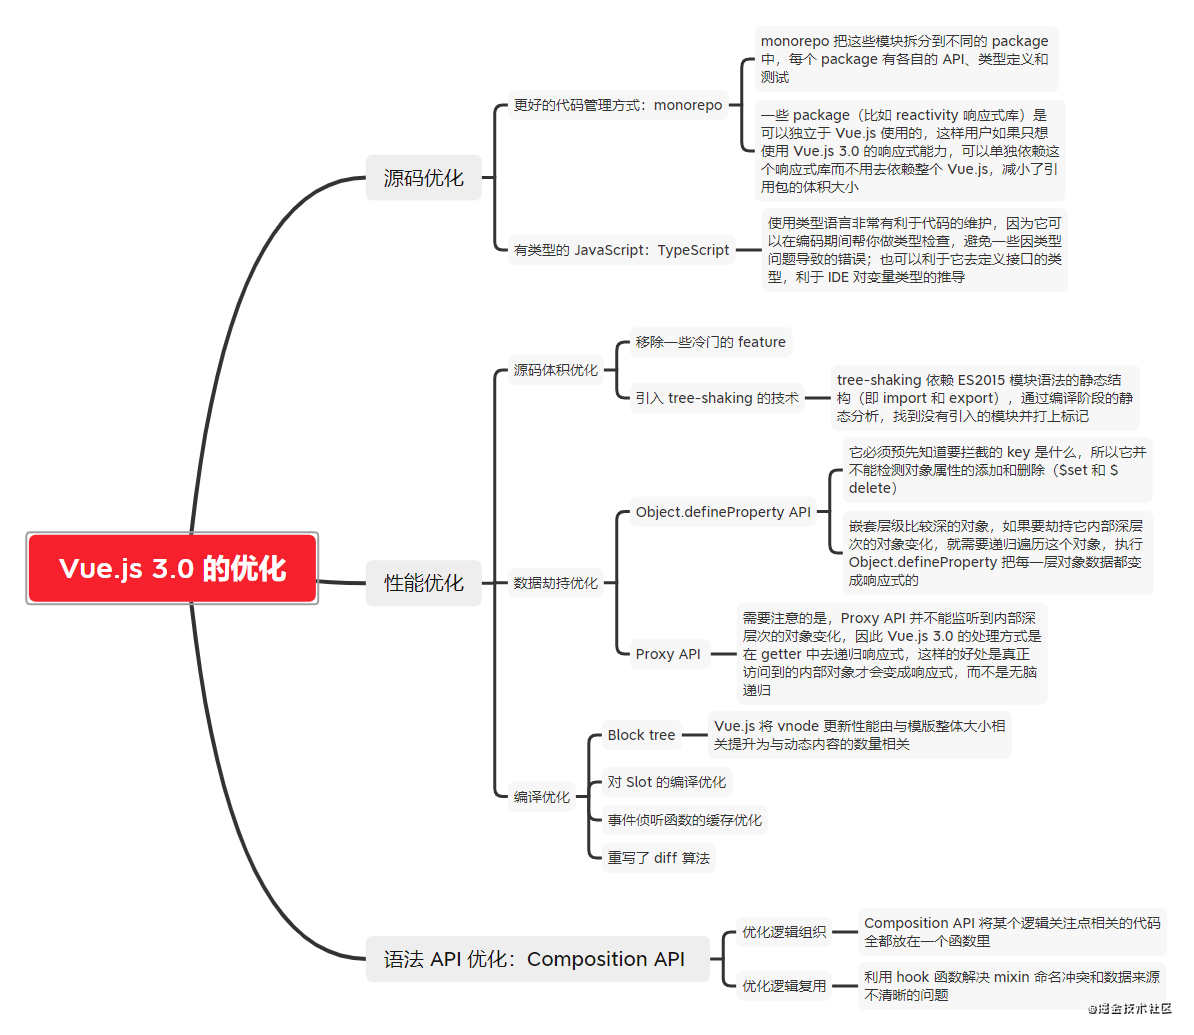 Vue.js 3.0 的优化
源码优化
更好的代码管理方式：monorepo
monorepo 把这些模块拆分到不同的 package
中，每个 package 有各自的 API、类型定义和
测试
一些 package（比如 reactivity 响应式库）是
可以独立于 Vue.js 使用的，这样用户如果只想
使用 Vue.js 3.0 的响应式能力，可以单独依赖这
个响应式库而不用去依赖整个 Vue.js，减小了引
用包的体积大小
有类型的 JavaScript：TypeScript
使用类型语言非常有利于代码的维护，因为它可
以在编码期间帮你做类型检查，避免一些因类型
问题导致的错误；也可以利于它去定义接口的类
型，利于 IDE 对变量类型的推导
性能优化
源码体积优化
移除一些冷门的 feature
引入 tree-shaking 的技术
tree-shaking 依赖 ES2015 模块语法的静态结
构（即 import 和 export），通过编译阶段的静
态分析，找到没有引入的模块并打上标记
数据劫持优化
Object.defineProperty API
它必须预先知道要拦截的 key 是什么，所以它并
不能检测对象属性的添加和删除（$set 和 $
delete）
嵌套层级比较深的对象，如果要劫持它内部深层
次的对象变化，就需要递归遍历这个对象，执行
Object.defineProperty 把每一层对象数据都变
成响应式的
Proxy API
需要注意的是，Proxy API 并不能监听到内部深
层次的对象变化，因此 Vue.js 3.0 的处理方式是
在 getter 中去递归响应式，这样的好处是真正
访问到的内部对象才会变成响应式，而不是无脑
递归
编译优化
Block tree
Vue.js 将 vnode 更新性能由与模版整体大小相
关提升为与动态内容的数量相关
对 Slot 的编译优化
事件侦听函数的缓存优化
重写了 diff 算法
语法 API 优化：Composition API
优化逻辑组织
Composition API 将某个逻辑关注点相关的代码
全都放在一个函数里
优化逻辑复用
利用 hook 函数解决 mixin 命名冲突和数据来源
不清晰的问题
@掘金技术社区